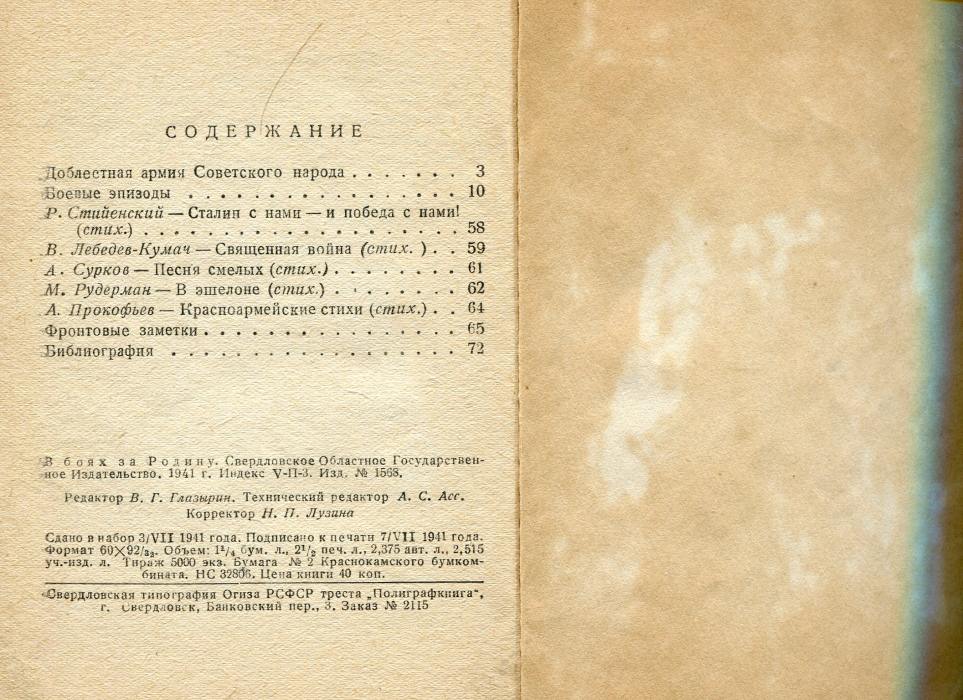 СОДЕРЖАНИЕ
Доблестная армия Советского народа . . . . . . . 3
Боевые эпизоды . . . . . . . . . . . . . . . . . 10
Р. Стийенский — Сталин с нами — и победа с нами!
(стих.) . . . . . . . . . . . . . . . . . . . . 58
В. Лебедев-Кумач — Священная война (стих. ) . . 59
А. Сурков — Песня смелых (стих.) . . . . . . . . 61
М. Рудерман — В эшелоне (стих.) . . . . . . . . 62
А. Прокофьев — Красноармейские стихи (стих.) . . 64
Фронтовые заметки . . . . . . . . . . . . . . . . 65
Библиография . . . . . . . . . . . . . . . . . . 72
В боях за Родину. Свердловское Областное Государствен-
ное Издательство. 1941 г. Индекс V-П-3. Изд. № 1568.
Редактор В. Г. Глазырин. Технический редактор А. С. Асс.
Корректор Н. П. Лузина
Сдано в набор 3/VII 1941 года. Подписано к печати 7/VII 1941 года.
Формат 60×92/32. Объем: 1¹/₄ бум. л., 2¹/₂ печ. л., 2,375 авт. л., 2,515
уч.-изд. л. Тираж 5000 экз. Бумага № 2 Краснокамского бумком-
бината. НС 32806. Цена книги 40 коп.
Свердловская типография Огиза РСФСР треста „Полиграфкнига“,
г. Свердловск, Банковский пер., 3. Заказ № 2115